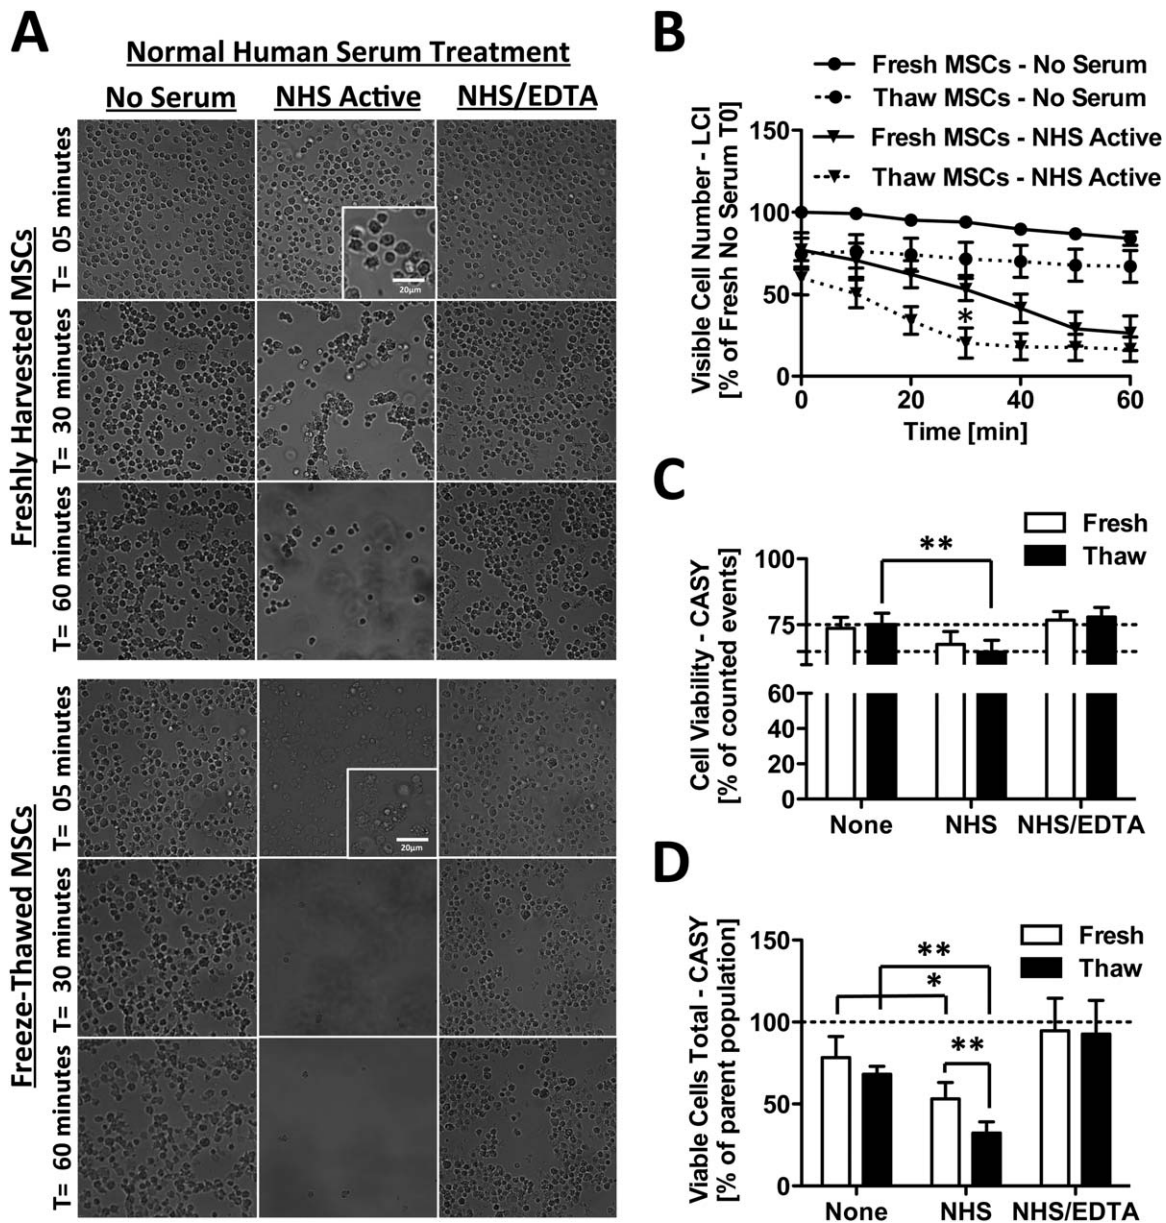 A
Normal Human Serum Treatment
No Serum
NHS Active
NHS/EDTA
Freshly Harvested MSCs
T= 05 minutes
20μm
T= 30 minutes
T= 60 minutes
Freeze-Thawed MSCs
T= 05 minutes
20μm
T= 30 minutes
T= 60 minutes
B
Fresh MSCs - No Serum
Thaw MSCs - No Serum
Fresh MSCs - NHS Active
Thaw MSCs - NHS Active
Visible Cell Number - LCI
[% of Fresh No Serum T0]
150
100
50
0
*
0 20 40 60
Time [min]
C
Fresh
Thaw
Cell Viability - CASY
[% of counted events]
100
75
60
40
20
0
**
None NHS NHS/EDTA
D
Fresh
Thaw
Viable Cells Total - CASY
[% of parent population]
150
100
50
0
**
*
**
None NHS NHS/EDTA